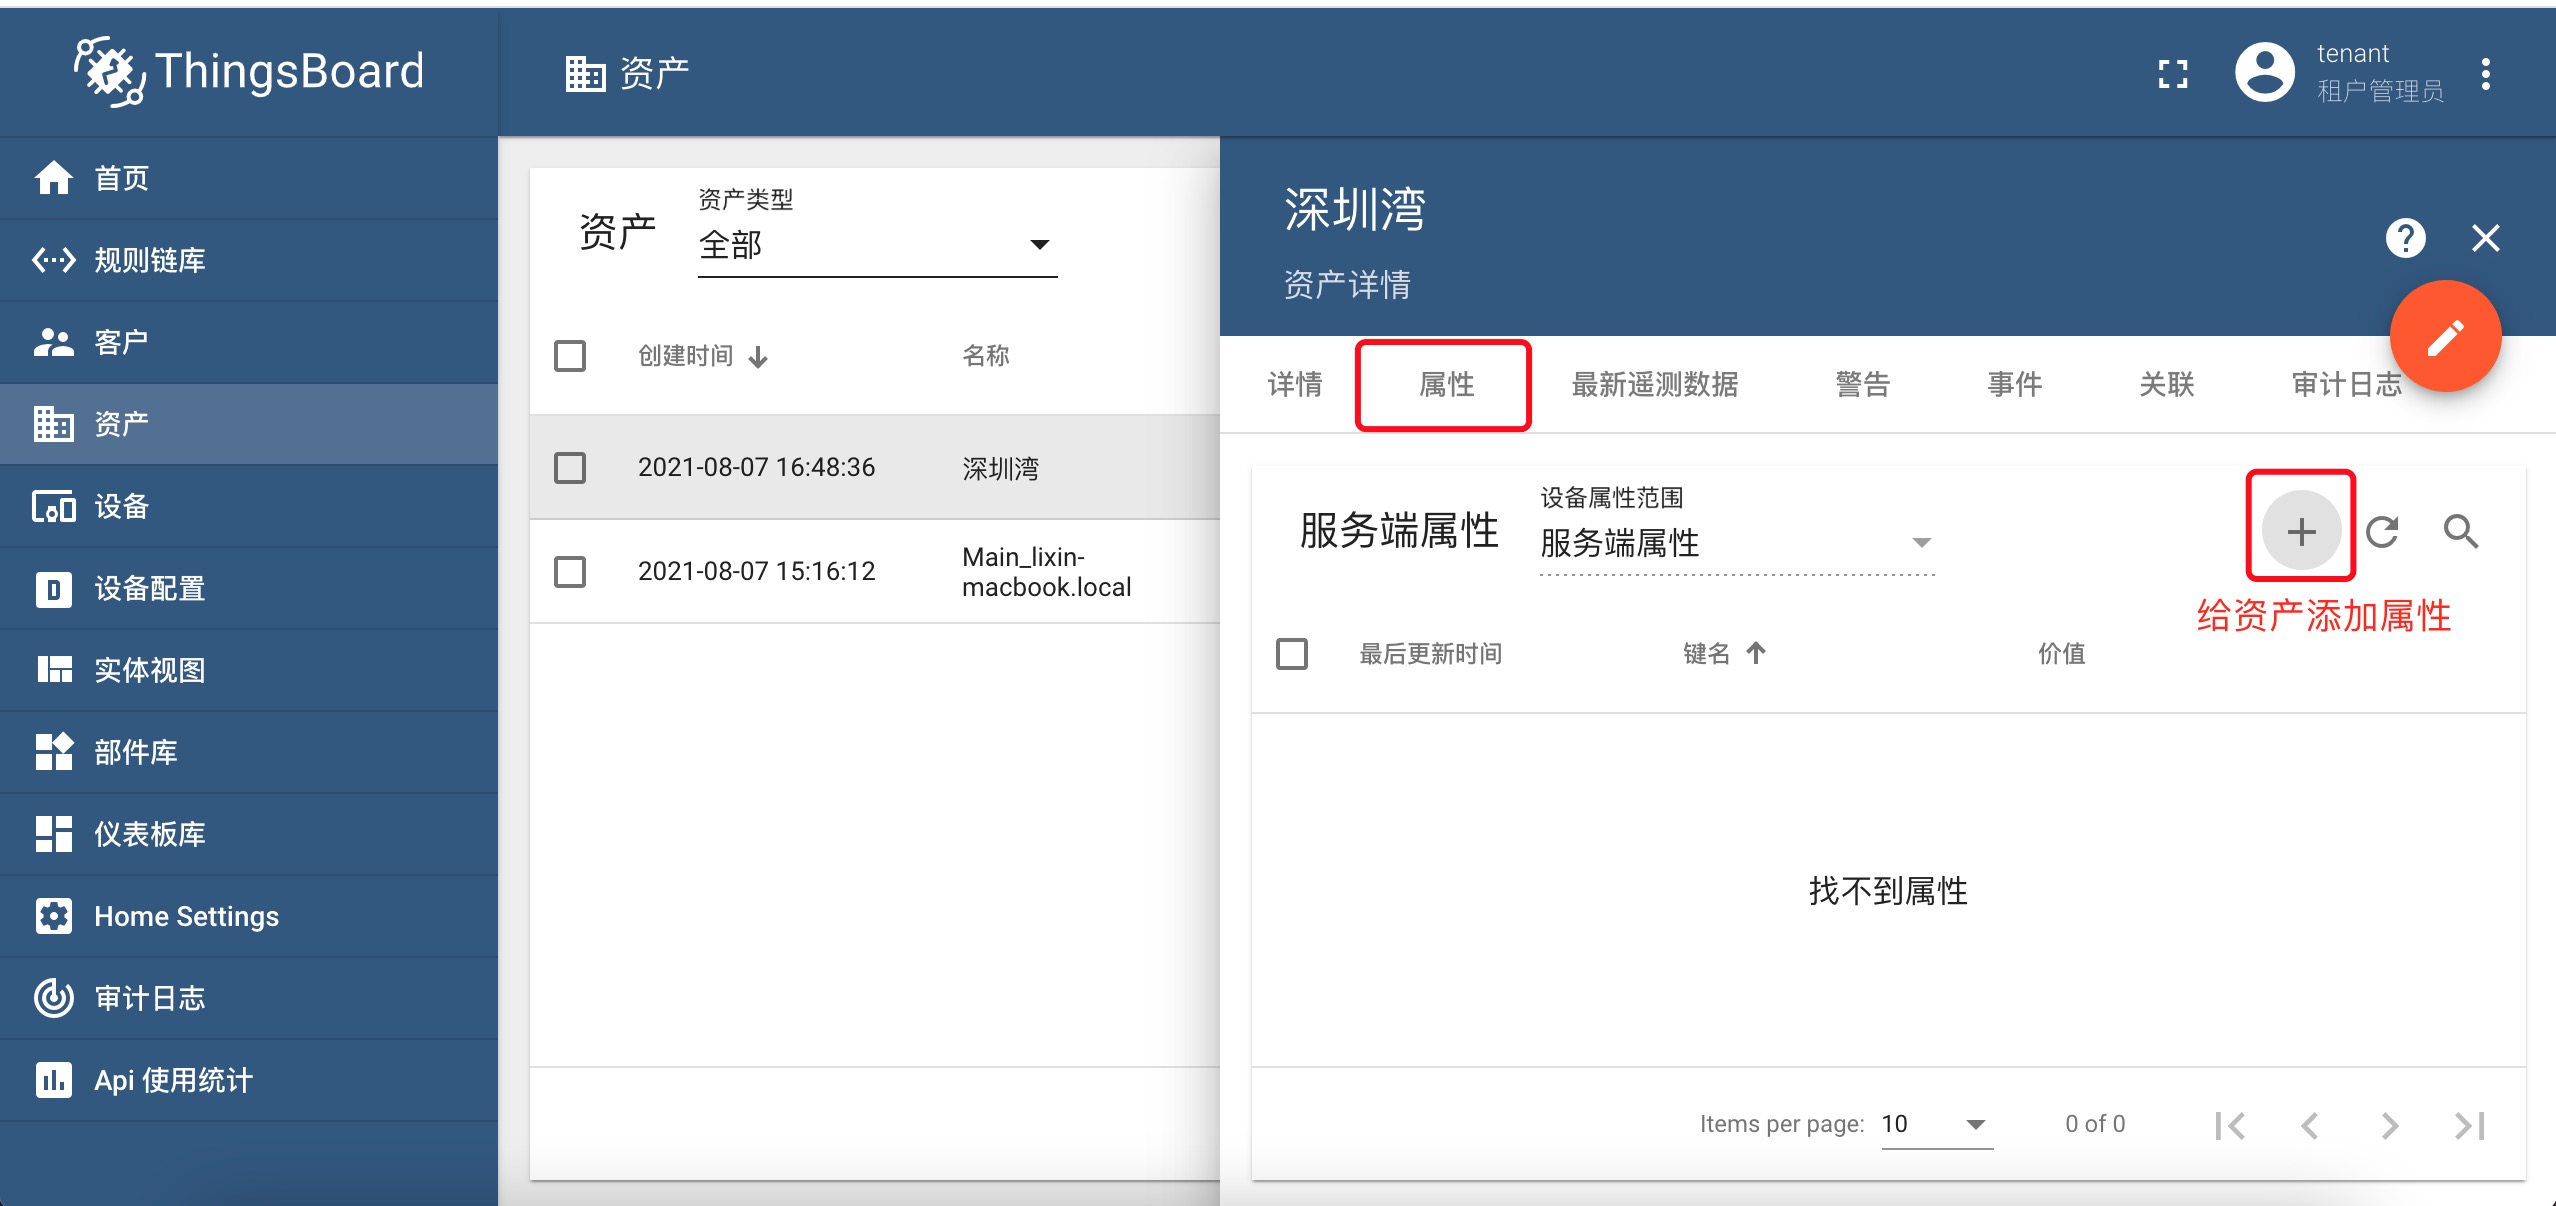 ThingsBoard
资产
tenant
租户管理员
首页
规则链库
客户
资产
设备
设备配置
实体视图
部件库
仪表板库
Home Settings
审计日志
Api 使用统计
资产
资产类型
全部
创建时间
名称
2021-08-07 16:48:36
深圳湾
2021-08-07 15:16:12
Main_lixin-
macbook.local
深圳湾
资产详情
详情
属性
最新遥测数据
警告
事件
关联
审计日志
服务端属性
设备属性范围
服务端属性
给资产添加属性
最后更新时间
键名
价值
找不到属性
Items per page:
10
0 of 0